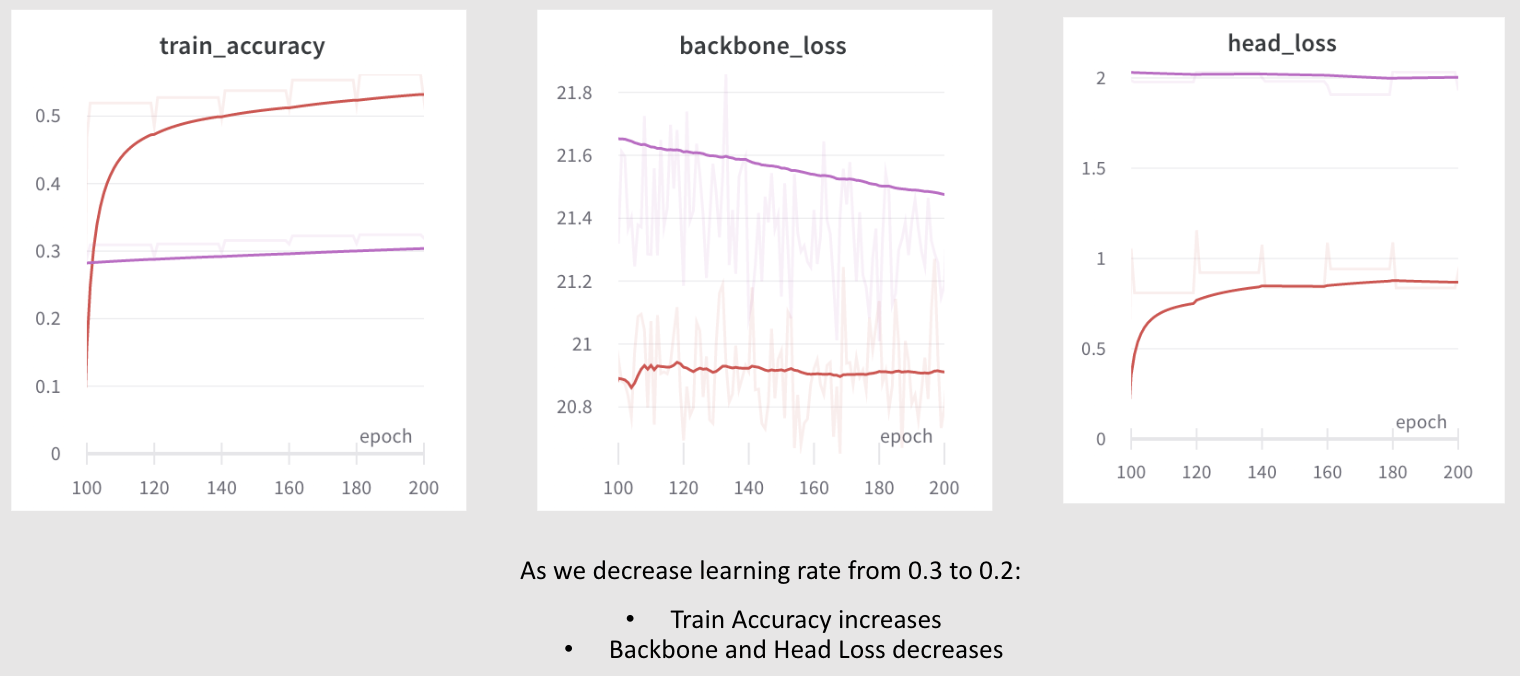 train_accuracy
0.5
0.4
0.3
0.2
0.1
0
epoch
100 120 140 160 180 200
backbone_loss
21.8
21.6
21.4
21.2
21
20.8
epoch
100 120 140 160 180 200
head_loss
2
1.5
1
0.5
0
epoch
100 120 140 160 180 200
As we decrease learning rate from 0.3 to 0.2:
• Train Accuracy increases
• Backbone and Head Loss decreases